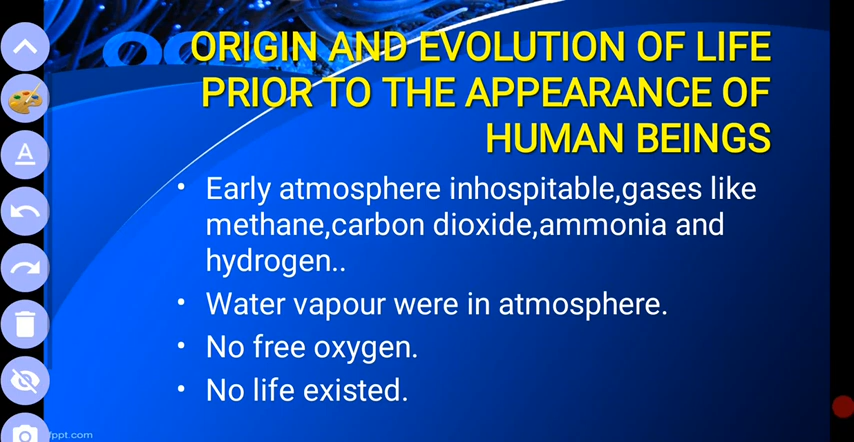 ORIGIN AND EVOLUTION OF LIFE
PRIOR TO THE APPEARANCE OF
HUMAN BEINGS
• Early atmosphere inhospitable,gases like
methane,carbon dioxide,ammonia and
hydrogen..
• Water vapour were in atmosphere.
• No free oxygen.
• No life existed.
A
fppt.com